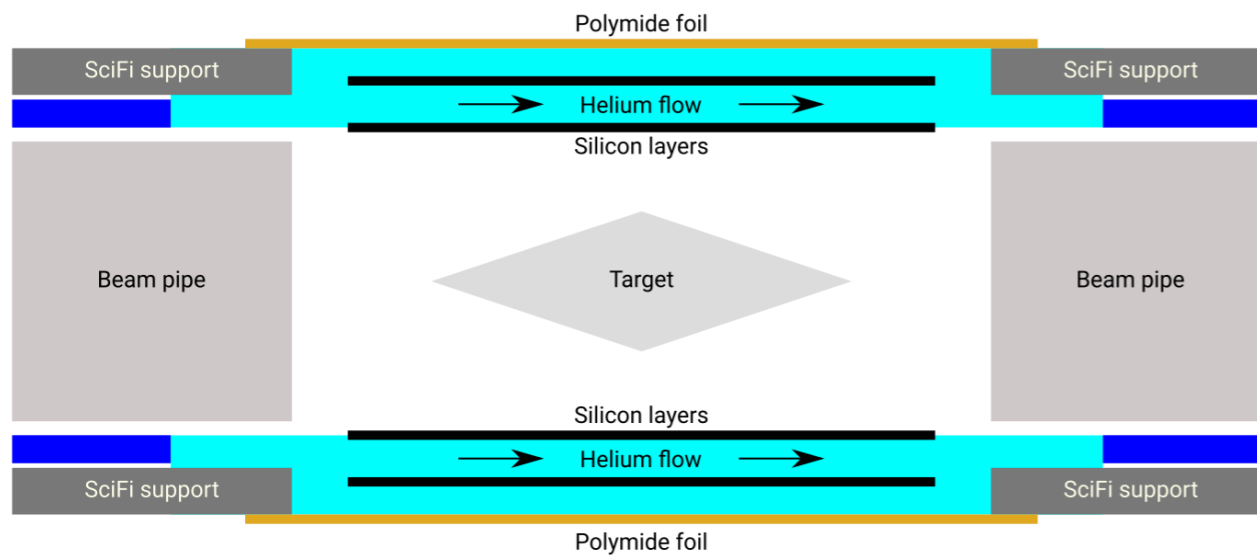 Polymide foil
SciFi support
SciFi support
Helium flow
Silicon layers
Beam pipe
Target
Beam pipe
Silicon layers
Helium flow
SciFi support
SciFi support
Polymide foil